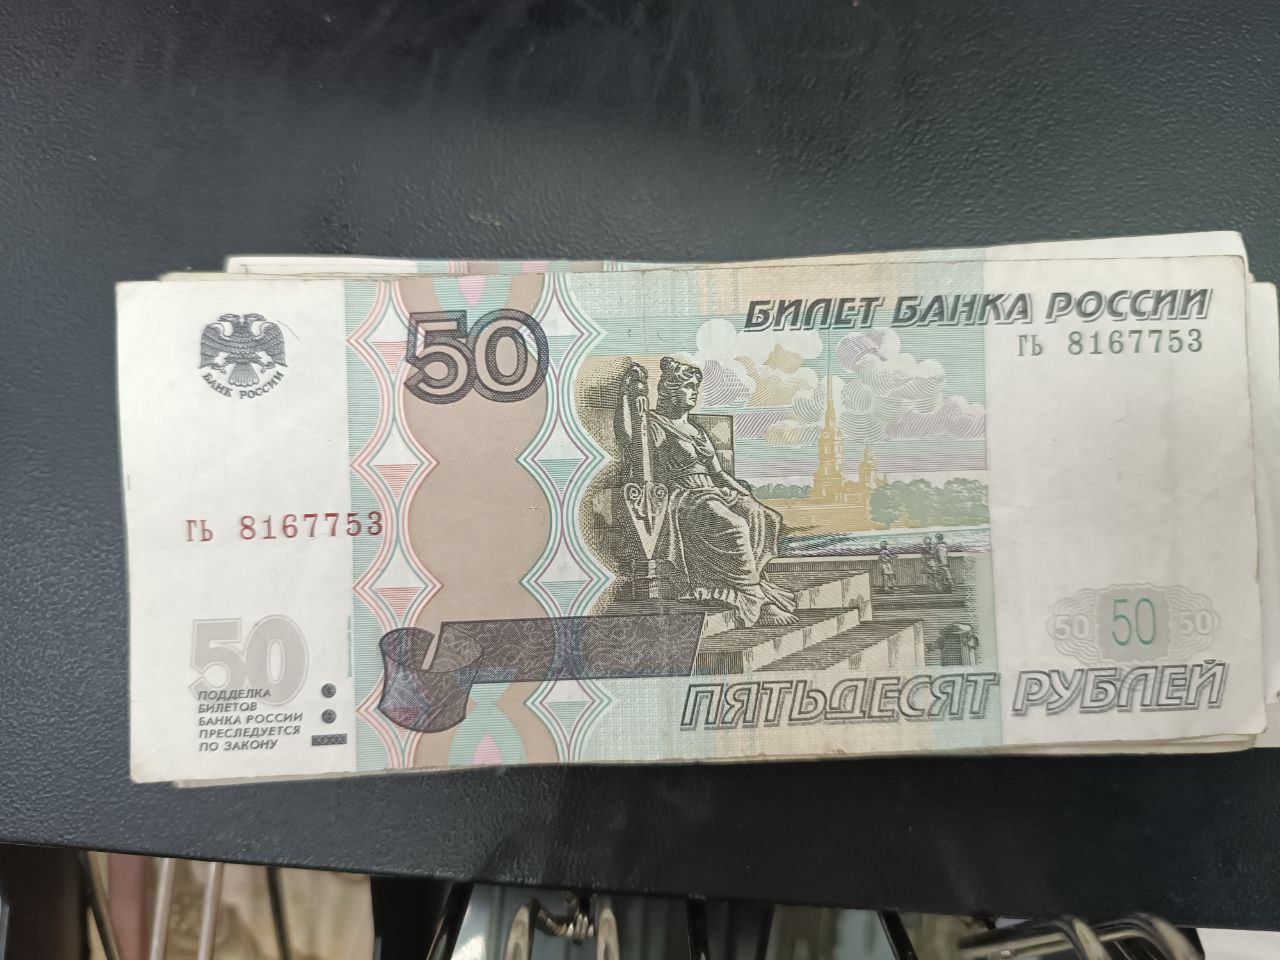 БИЛЕТ БАНКА РОССИИ
ГЬ 8167753
50
БАНК РОССИИ
ГЬ 8167753
50
ПОДДЕЛКА
БИЛЕТОВ
БАНКА РОССИИ
ПРЕСЛЕДУЕТСЯ
ПО ЗАКОНУ
50 50 50
ПЯТЬДЕСЯТ РУБЛЕЙ